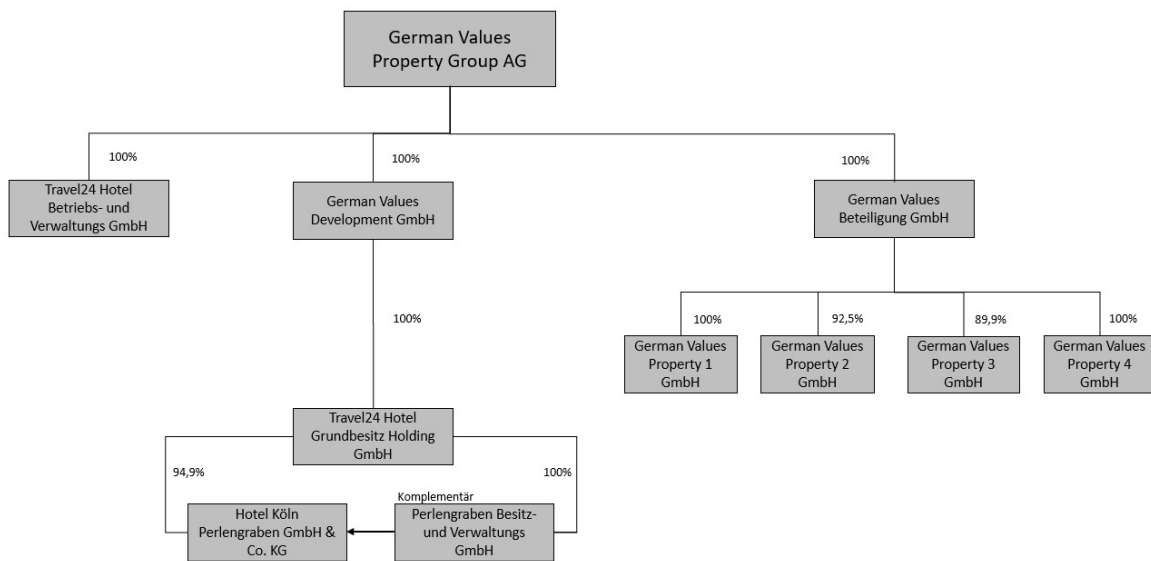 German Values
Property Group AG
100%
100%
100%
Travel24 Hotel
Betriebs- und
Verwaltungs GmbH
German Values
Development GmbH
German Values
Beteiligung GmbH
100%
100%
92,5%
89,9%
100%
German Values
Property 1
GmbH
German Values
Property 2
GmbH
German Values
Property 3
GmbH
German Values
Property 4
GmbH
Travel24 Hotel
Grundbesitz Holding
GmbH
94,9%
100%
Komplementär
Hotel Köln
Perlengraben GmbH &
Co. KG
Perlengraben Besitz-
und Verwaltungs
GmbH